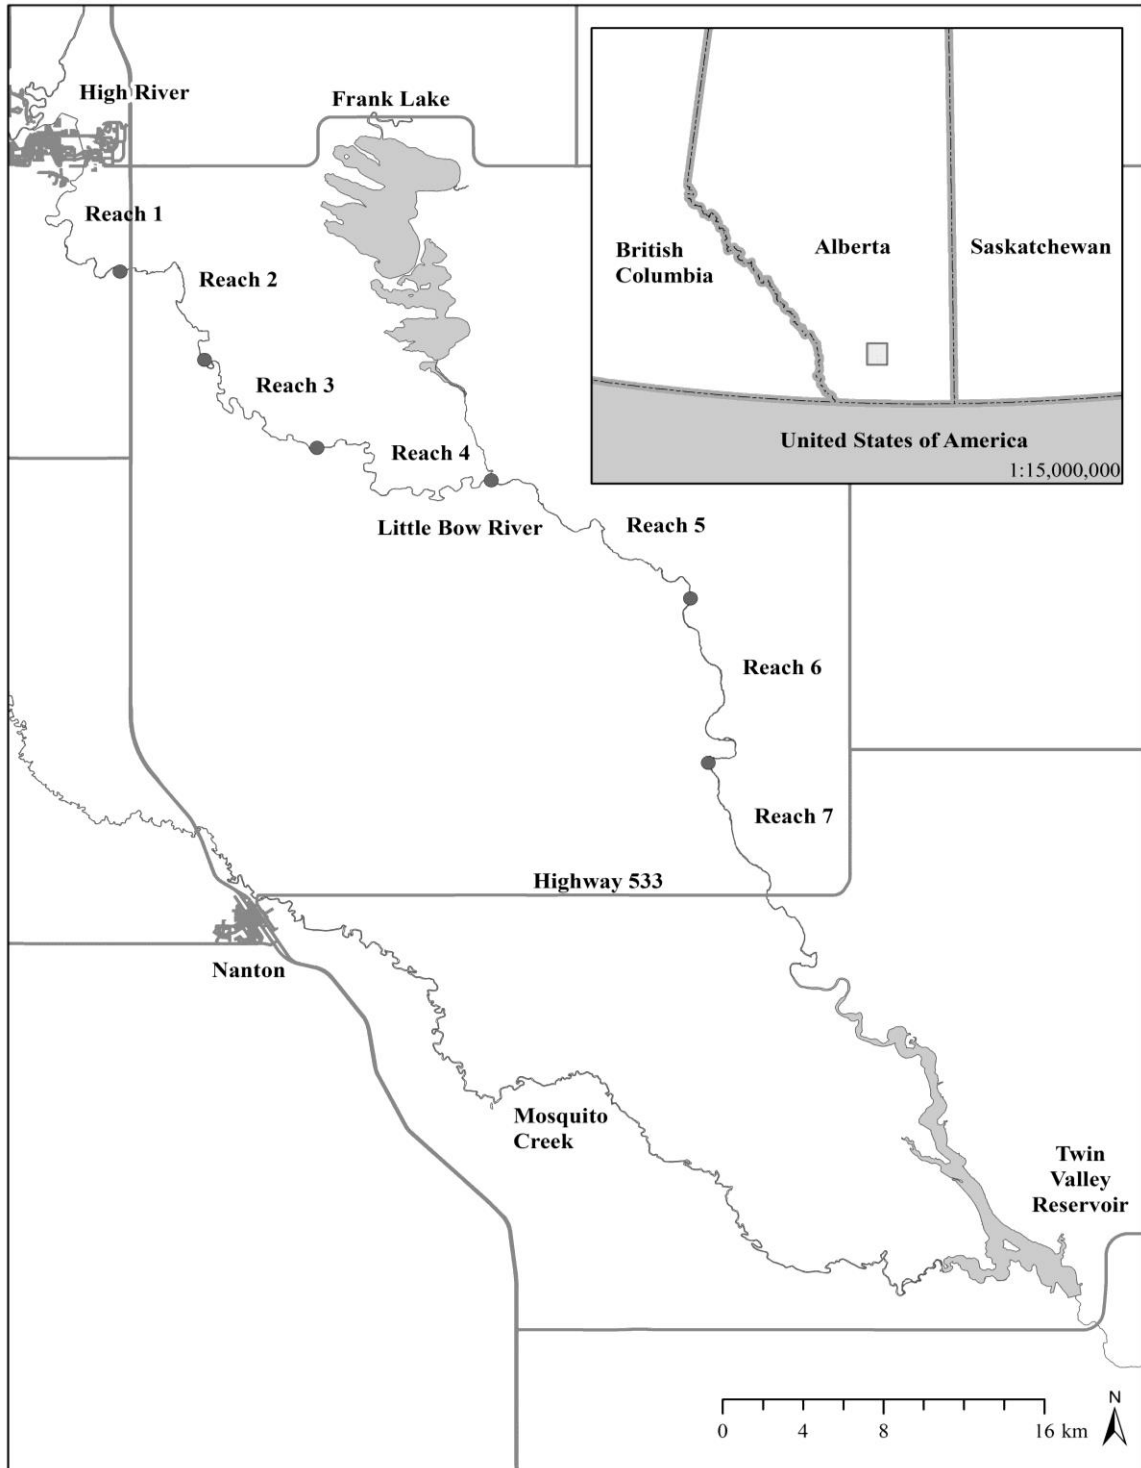 High River
Frank Lake
Reach 1
British
Columbia
Alberta
Saskatchewan
Reach 2
Reach 3
United States of America
1:15,000,000
Reach 4
Little Bow River
Reach 5
Reach 6
Reach 7
Highway 533
Nanton
Mosquito
Creek
Twin
Valley
Reservoir
N
0 4 8 16 km